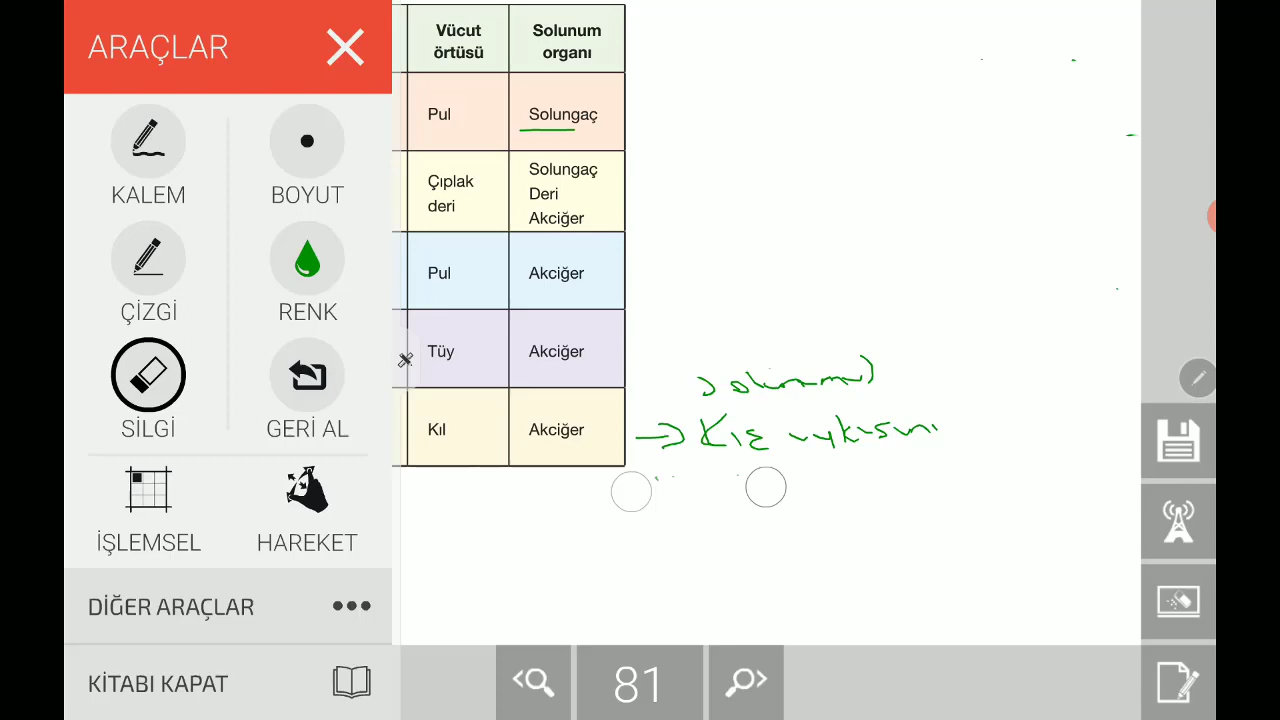 ARAÇLAR
KALEM
BOYUT
ÇİZGİ
RENK
SİLGİ
GERİ AL
İŞLEMSEL
HAREKET
DİĞER ARAÇLAR
KİTABI KAPAT
Vücut örtüsü
Solunum organı
Pul
Solungaç
Çıplak deri
Solungaç
Deri
Akciğer
Pul
Akciğer
Tüy
Akciğer
Kıl
Akciğer
→ Kış uykusuna
81